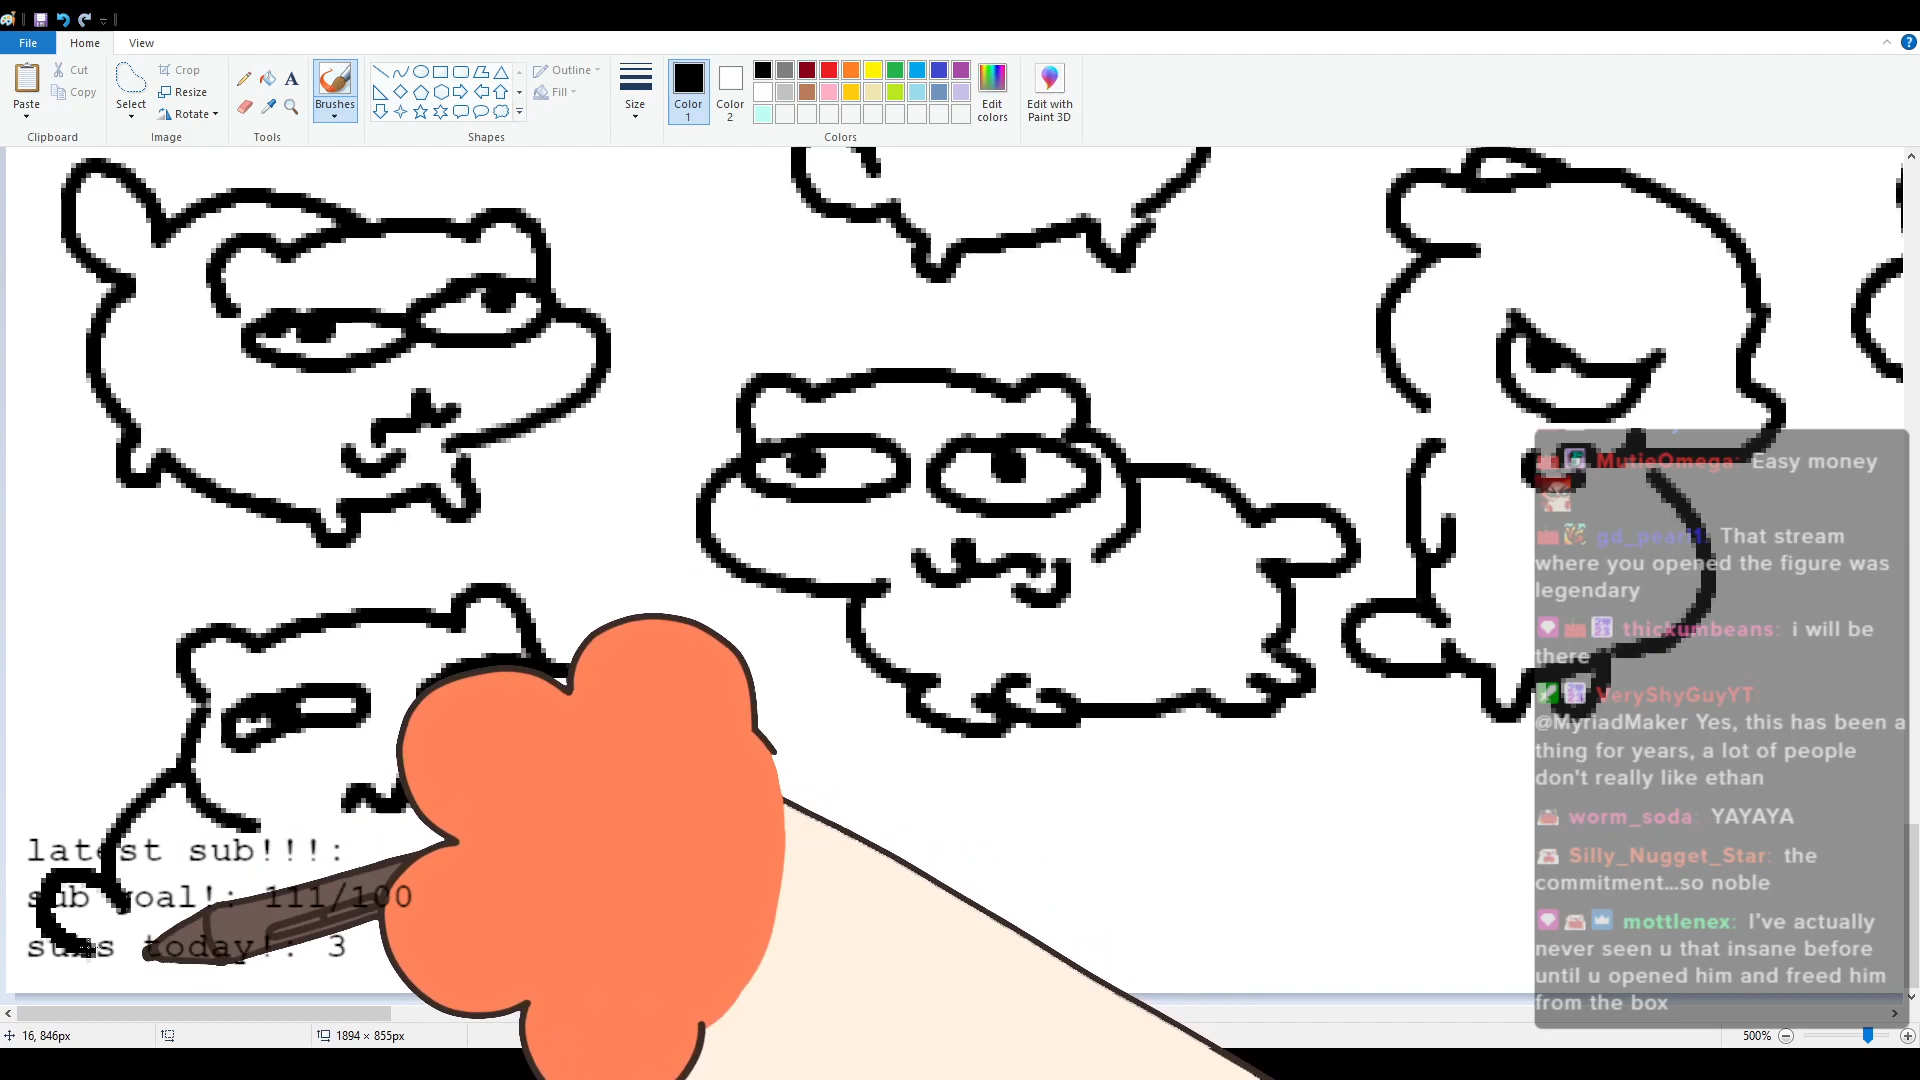 File Home View
Paste Cut Copy Select Crop Resize Rotate A Brushes Outline Fill Size Color 1 Color 2 Edit colors Edit with Paint 3D
Clipboard Image Tools Shapes Colors
MutieOmega: Easy money
gd_pearl1: That stream
where you opened the figure was
legendary
thickumbeans: i will be
there
VeryShyGuyYT:
@MyriadMaker Yes, this has been a
thing for years, a lot of people
don't really like ethan
worm_soda: YAYAYA
Silly_Nugget_Star: the
commitment...so noble
mottlenex: I've actually
never seen u that insane before
until u opened him and freed him
from the box
latest sub!!!:
sub goal!: 111/100
subs today!: 3
16, 846px 1894 × 855px 500%